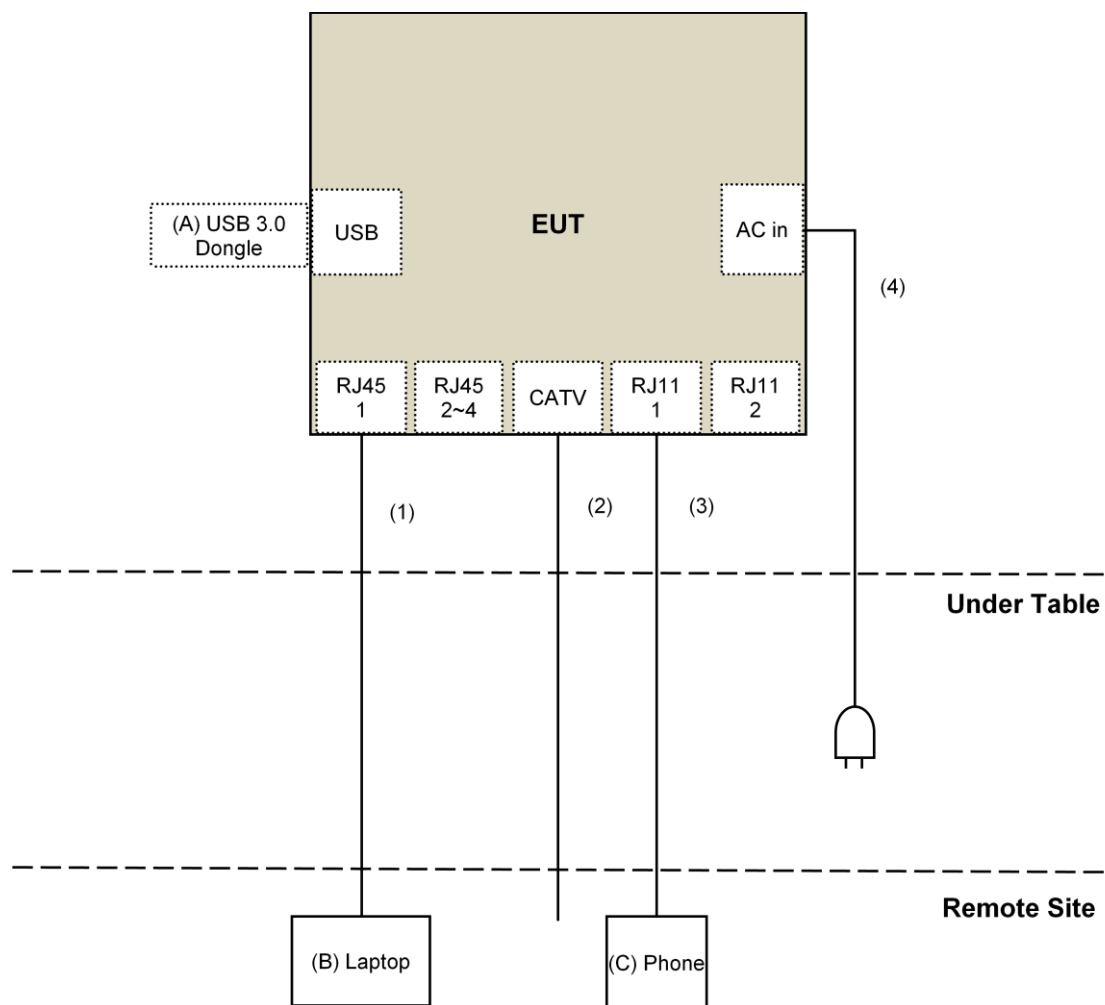 (A) USB 3.0
Dongle
USB
EUT
AC in
(4)
RJ45
1
RJ45
2~4
CATV
RJ11
1
RJ11
2
(1)
(2)
(3)
Under Table
Remote Site
(B) Laptop
(C) Phone